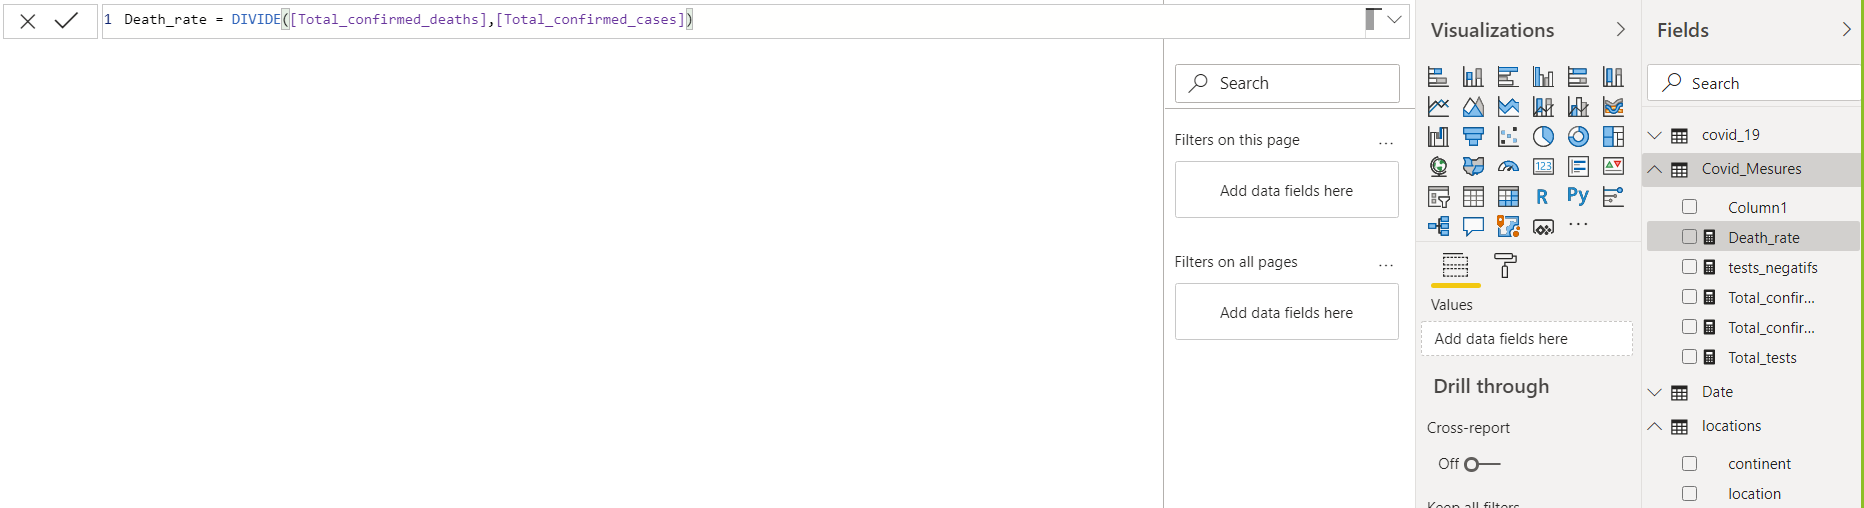 1 Death_rate = DIVIDE([Total_confirmed_deaths],[Total_confirmed_cases])
Search
Filters on this page
...
Add data fields here
Filters on all pages
...
Add data fields here
Visualizations
123
R
Py
...
Values
Add data fields here
Drill through
Cross-report
Off
Keep all filters
Fields
Search
covid_19
Covid_Mesures
Column1
Death_rate
tests_negatifs
Total_confir...
Total_confir...
Total_tests
Date
locations
continent
location